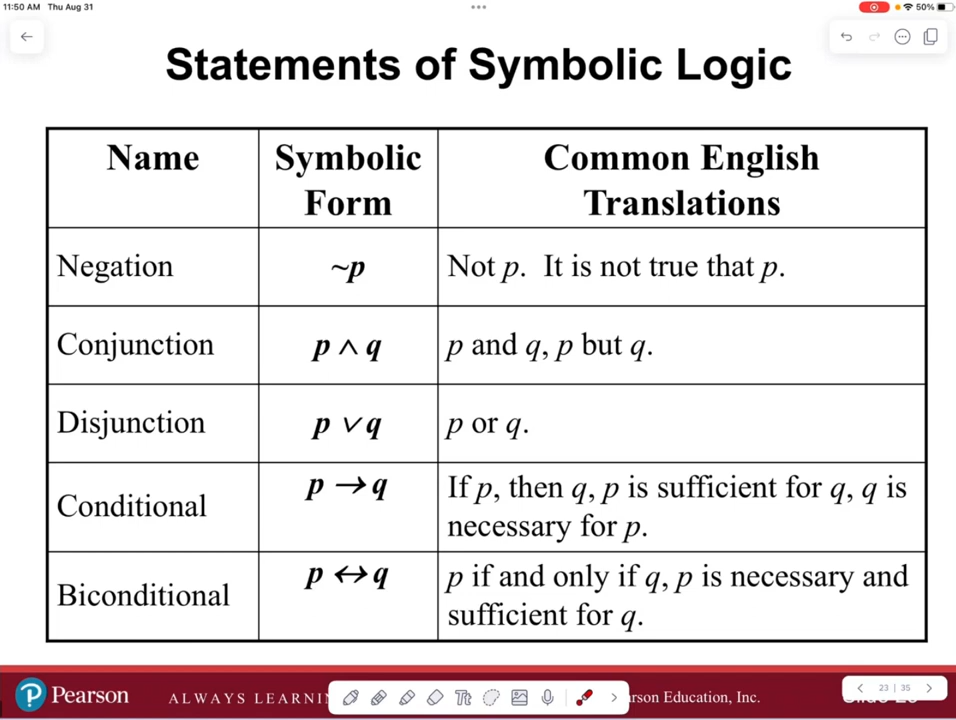 11:50 AM Thu Aug 31
50%
Statements of Symbolic Logic
Name
Symbolic
Form
Common English
Translations
Negation
~p
Not p. It is not true that p.
Conjunction
p ∧ q
p and q, p but q.
Disjunction
p ∨ q
p or q.
Conditional
p → q
If p, then q, p is sufficient for q, q is
necessary for p.
Biconditional
p ↔ q
p if and only if q, p is necessary and
sufficient for q.
Pearson
ALWAYS LEARNIN
Tt
rson Education, Inc.
23 | 35